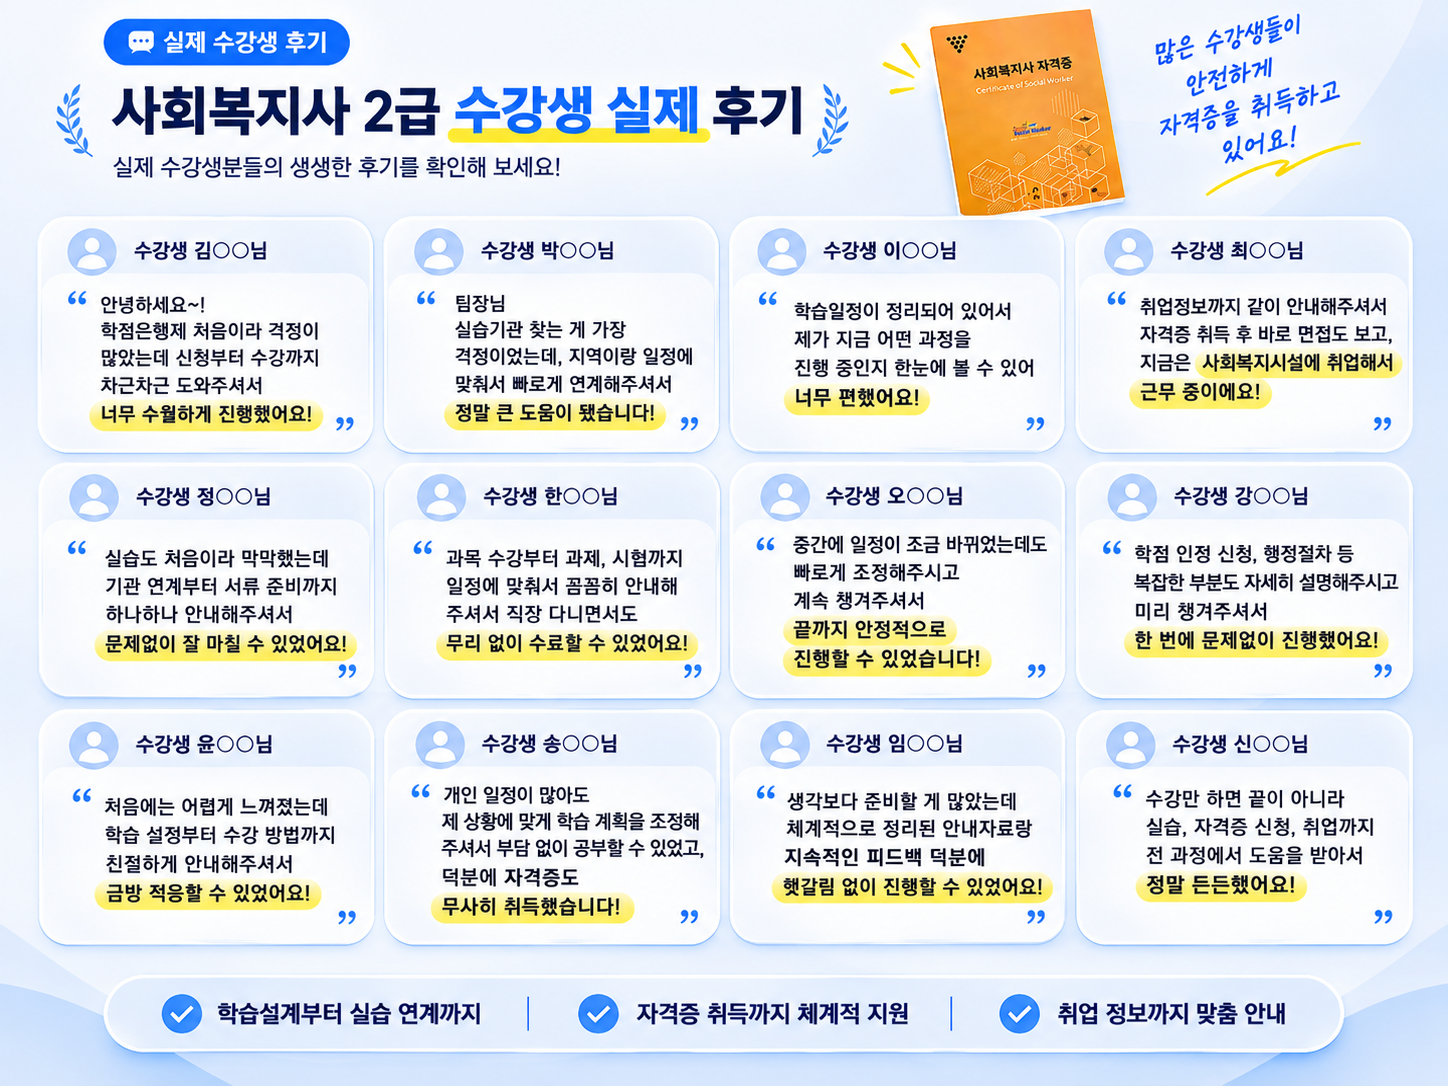 실제 수강생 후기
사회복지사 2급 수강생 실제 후기
실제 수강생분들의 생생한 후기를 확인해 보세요!
사회복지사 자격증
Certificate of Social Worker
많은 수강생들이
안전하게
자격증을 취득하고
있어요!
수강생 김○○님
“ 안녕하세요~!
학점은행제 처음이라 걱정이
많았는데 신청부터 수강까지
차근차근 도와주셔서
너무 수월하게 진행했어요! ”
수강생 박○○님
“ 팀장님
실습기관 찾는 게 가장
걱정이었는데, 지역이랑 일정에
맞춰서 빠르게 연계해주셔서
정말 큰 도움이 됐습니다! ”
수강생 이○○님
“ 학습일정이 정리되어 있어서
제가 지금 어떤 과정을
진행 중인지 한눈에 볼 수 있어
너무 편했어요! ”
수강생 최○○님
“ 취업정보까지 같이 안내해주셔서
자격증 취득 후 바로 면접도 보고,
지금은 사회복지시설에 취업해서
근무 중이에요! ”
수강생 정○○님
“ 실습도 처음이라 막막했는데
기관 연계부터 서류 준비까지
하나하나 안내해주셔서
문제없이 잘 마칠 수 있었어요! ”
수강생 한○○님
“ 과목 수강부터 과제, 시험까지
일정에 맞춰서 꼼꼼히 안내해
주셔서 직장 다니면서도
무리 없이 수료할 수 있었어요! ”
수강생 오○○님
“ 중간에 일정이 조금 바뀌었는데도
빠르게 조정해주시고
계속 챙겨주셔서
끝까지 안정적으로
진행할 수 있었습니다! ”
수강생 강○○님
“ 학점 인정 신청, 행정절차 등
복잡한 부분도 자세히 설명해주시고
미리 챙겨주셔서
한 번에 문제없이 진행했어요! ”
수강생 윤○○님
“ 처음에는 어렵게 느껴졌는데
학습 설정부터 수강 방법까지
친절하게 안내해주셔서
금방 적응할 수 있었어요! ”
수강생 송○○님
“ 개인 일정이 많아도
제 상황에 맞게 학습 계획을 조정해
주셔서 부담 없이 공부할 수 있었고,
덕분에 자격증도
무사히 취득했습니다! ”
수강생 임○○님
“ 생각보다 준비할 게 많았는데
체계적으로 정리된 안내자료랑
지속적인 피드백 덕분에
헷갈림 없이 진행할 수 있었어요! ”
수강생 신○○님
“ 수강만 하면 끝이 아니라
실습, 자격증 신청, 취업까지
전 과정에서 도움을 받아서
정말 든든했어요! ”
학습설계부터 실습 연계까지
자격증 취득까지 체계적 지원
취업 정보까지 맞춤 안내